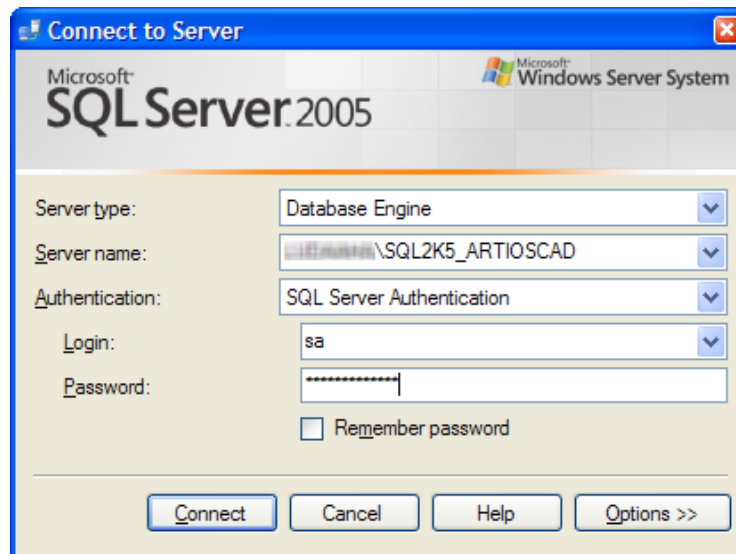 Connect to Server
Microsoft
SQL Server 2005
Microsoft
Windows Server System
Server type: Database Engine
Server name: \SQL2K5_ARTIOSCAD
Authentication: SQL Server Authentication
Login: sa
Password: *************
Remember password
Connect Cancel Help Options >>